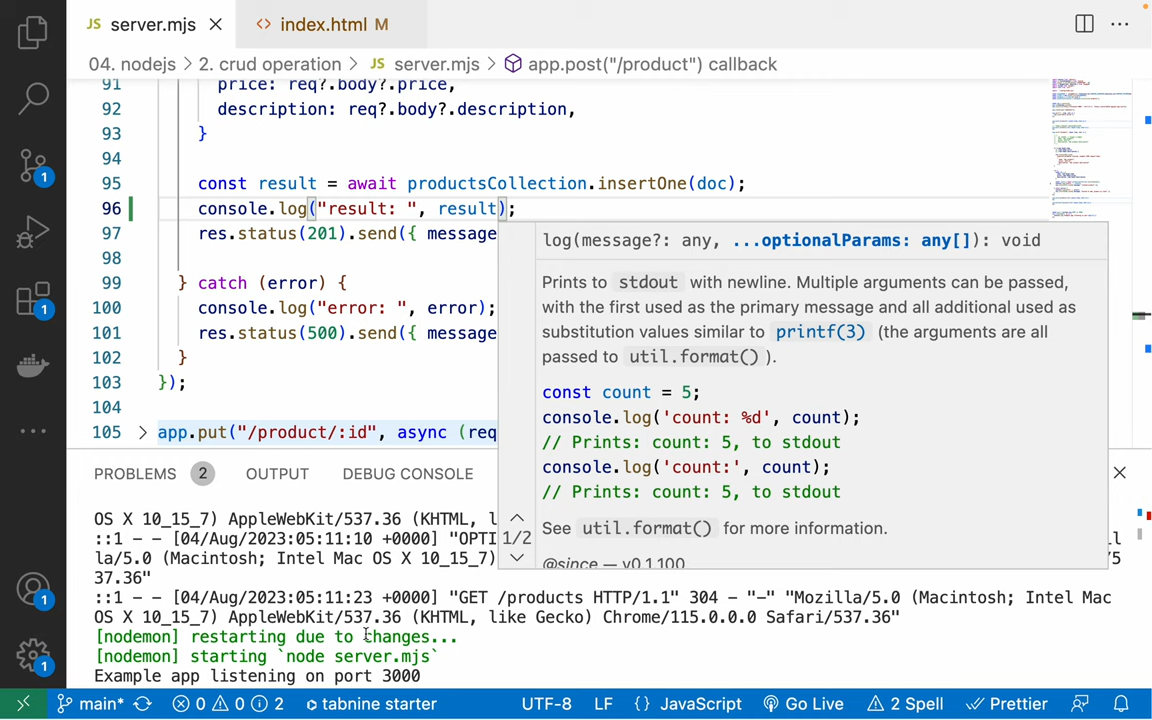 JS server.mjs
<> index.html M
04. nodejs > 2. crud operation > JS server.mjs > app.post("/product") callback
91 price: req?.body?.price,
92 description: req?.body?.description,
93 }
94
95 const result = await productsCollection.insertOne(doc);
96 console.log("result: ", result);
97 res.status(201).send({ message
98
99 } catch (error) {
100 console.log("error: ", error);
101 res.status(500).send({ message
102 }
103 });
104
105 app.put("/product/:id", async (req
log(message?: any, ...optionalParams: any[]): void
Prints to stdout with newline. Multiple arguments can be passed,
with the first used as the primary message and all additional used as
substitution values similar to printf(3) (the arguments are all
passed to util.format() ).
const count = 5;
console.log('count: %d', count);
// Prints: count: 5, to stdout
console.log('count:', count);
// Prints: count: 5, to stdout
See util.format() for more information.
@since — v0.1.100
1/2
PROBLEMS 2 OUTPUT DEBUG CONSOLE
OS X 10_15_7) AppleWebKit/537.36 (KHTML, l
::1 - - [04/Aug/2023:05:11:10 +0000] "OPTI
la/5.0 (Macintosh; Intel Mac OS X 10_15_7)
37.36"
::1 - - [04/Aug/2023:05:11:23 +0000] "GET /products HTTP/1.1" 304 - "-" "Mozilla/5.0 (Macintosh; Intel Mac
OS X 10_15_7) AppleWebKit/537.36 (KHTML, like Gecko) Chrome/115.0.0.0 Safari/537.36"
[nodemon] restarting due to changes...
[nodemon] starting `node server.mjs`
Example app listening on port 3000
1
1
1
1
main* 0 0 2 tabnine starter UTF-8 LF {} JavaScript Go Live 2 Spell Prettier